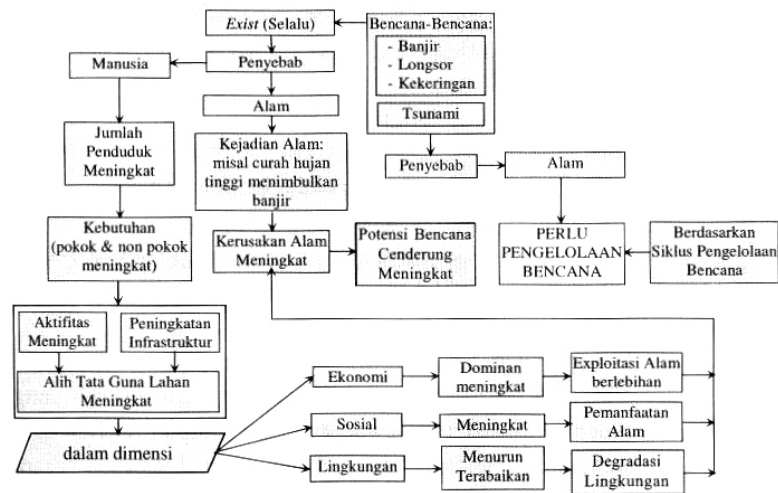 Exist (Selalu)
Bencana-Bencana:
- Banjir
- Longsor
- Kekeringan
Tsunami
Manusia
Penyebab
Alam
Jumlah
Penduduk
Meningkat
Kejadian Alam:
misal curah hujan
tinggi menimbulkan
banjir
Penyebab
Alam
Kebutuhan
(pokok & non pokok
meningkat)
Kerusakan Alam
Meningkat
Potensi Bencana
Cenderung
Meningkat
PERLU
PENGELOLAAN
BENCANA
Berdasarkan
Siklus Pengelolaan
Bencana
Aktifitas
Meningkat
Peningkatan
Infrastruktur
Alih Tata Guna Lahan
Meningkat
dalam dimensi
Ekonomi
Dominan
meningkat
Exploitasi Alam
berlebihan
Sosial
Meningkat
Pemanfaatan
Alam
Lingkungan
Menurun
Terabaikan
Degradasi
Lingkungan